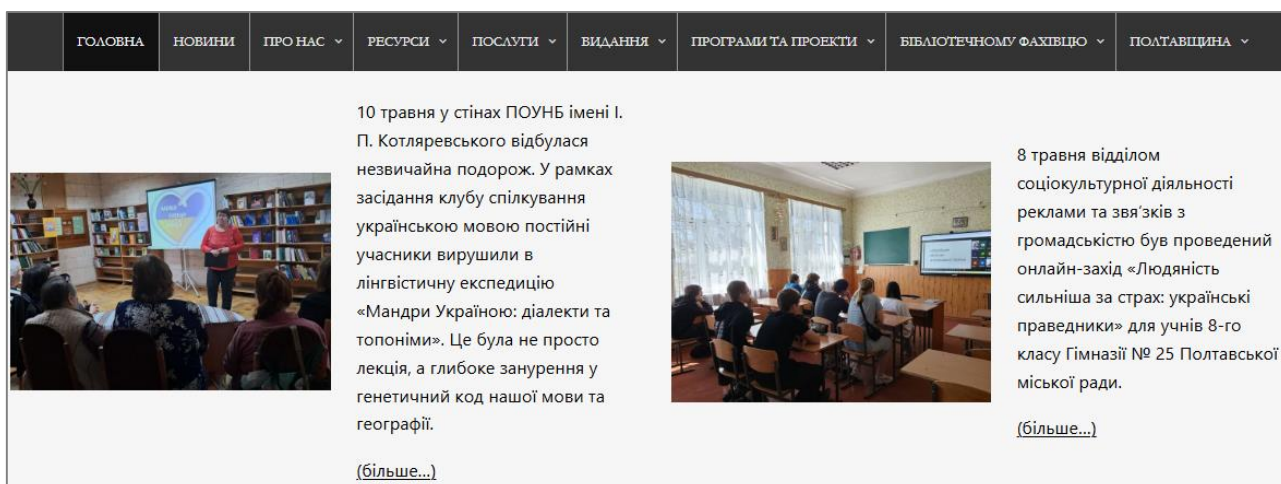 ГОЛОВНА НОВИНИ ПРО НАС РЕСУРСИ ПОСЛУГИ ВИДАННЯ ПРОГРАМИ ТА ПРОЕКТИ БІБЛІОТЕЧНОМУ ФАХІВЦЮ ПОЛТАВЩИНА
10 травня у стінах ПОУНБ імені І.
П. Котляревського відбулася
незвичайна подорож. У рамках
засідання клубу спілкування
українською мовою постійні
учасники вирушили в
лінгвістичну експедицію
«Мандри Україною: діалекти та
топоніми». Це була не просто
лекція, а глибоке занурення у
генетичний код нашої мови та
географії.
(більше...)
8 травня відділом
соціокультурної діяльності
реклами та зв'язків з
громадськістю був проведений
онлайн-захід «Людяність
сильніша за страх: українські
праведники» для учнів 8-го
класу Гімназії № 25 Полтавської
міської ради.
(більше...)